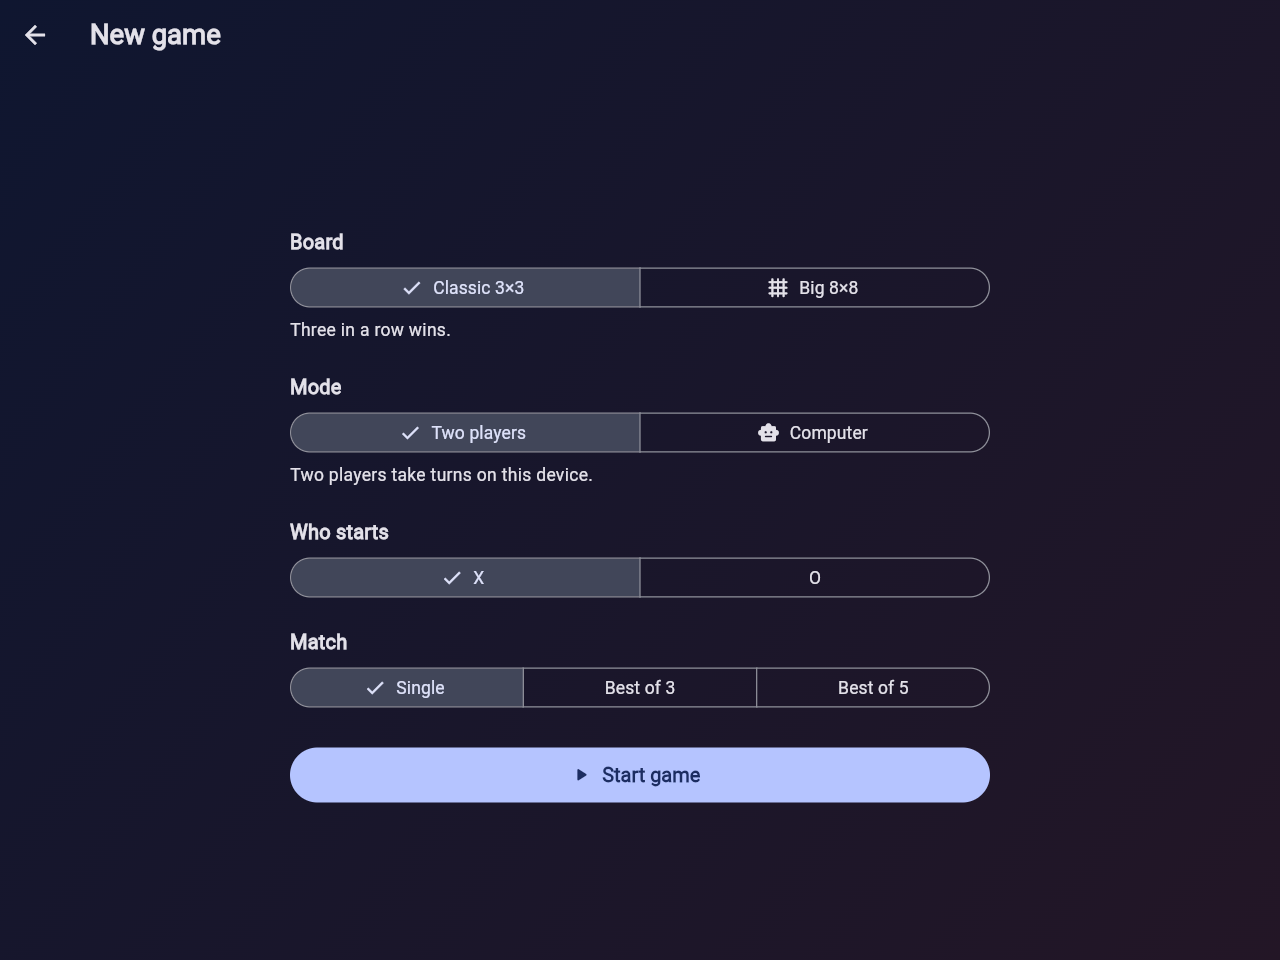 New game
Board
Classic 3×3
Big 8×8
Three in a row wins.
Mode
Two players
Computer
Two players take turns on this device.
Who starts
X
O
Match
Single
Best of 3
Best of 5
Start game